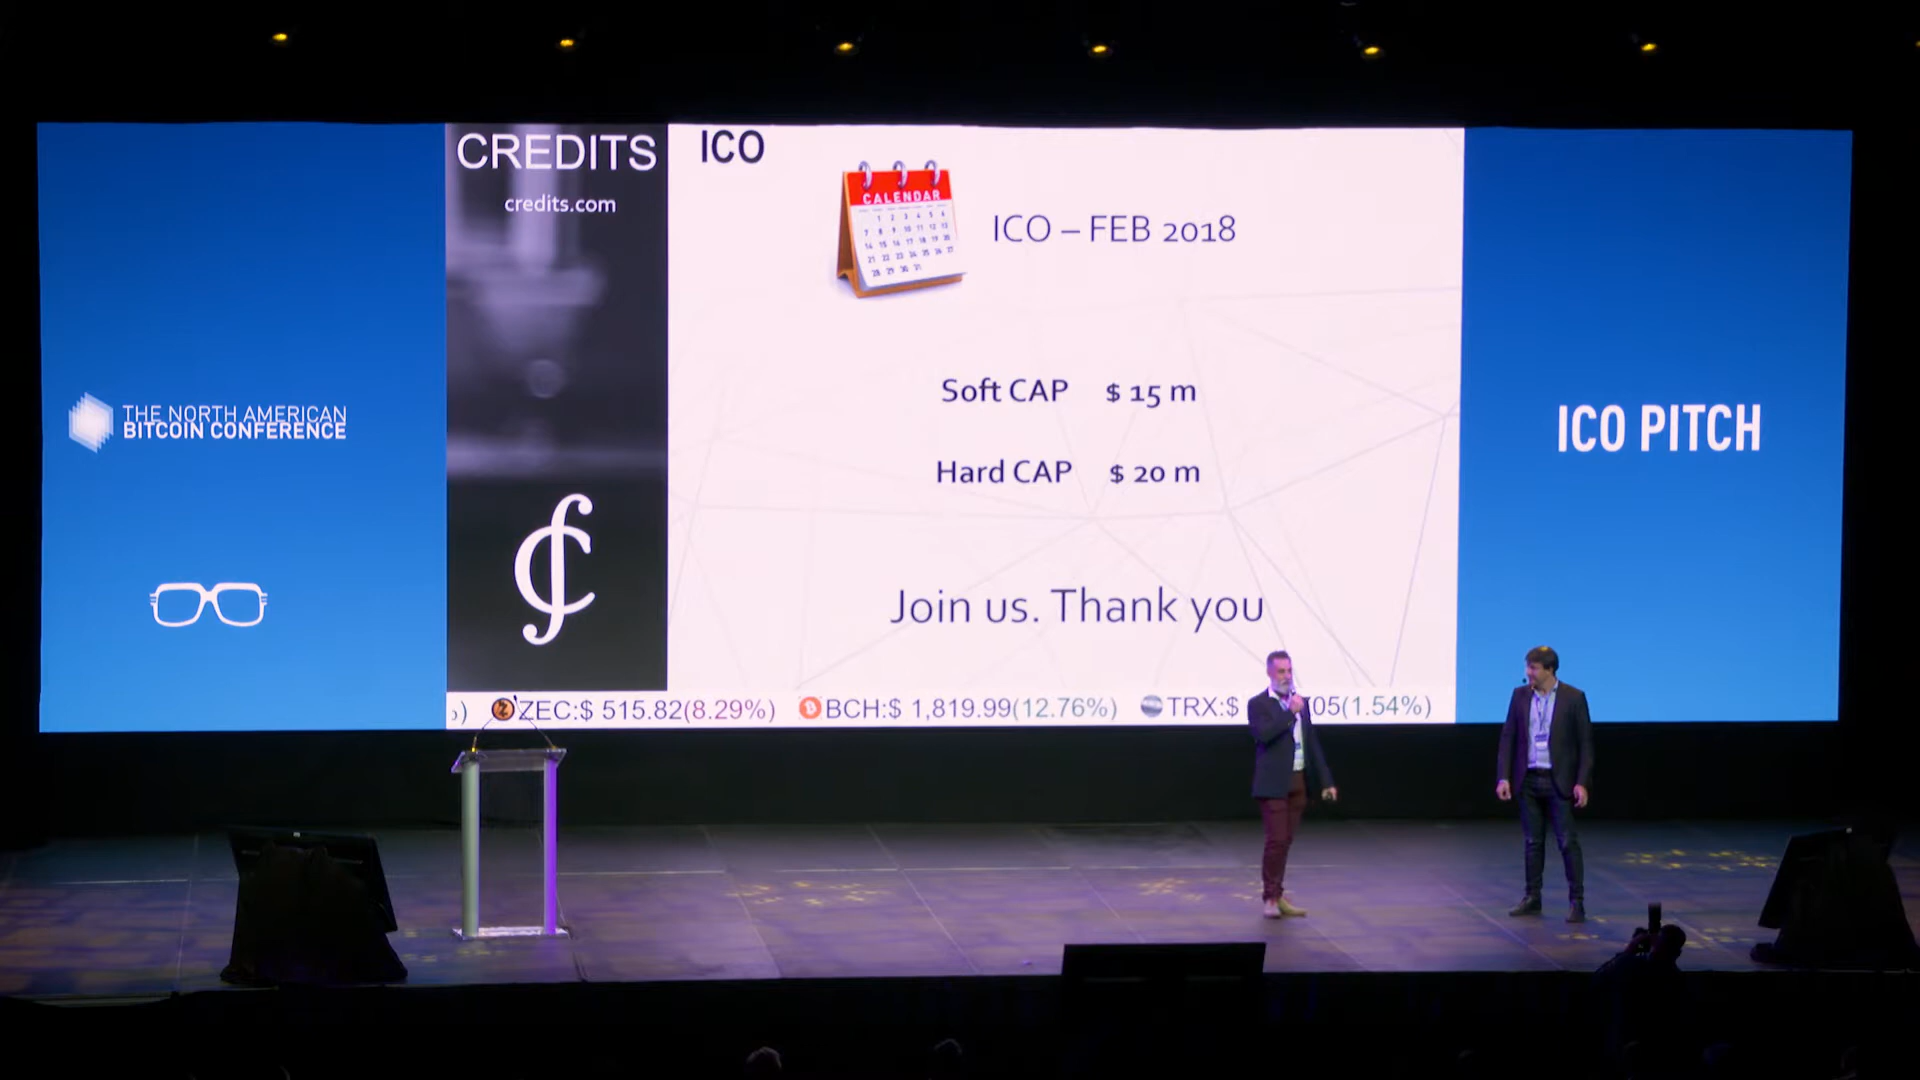 THE NORTH AMERICAN
BITCOIN CONFERENCE
CREDITS
credits.com
ICO
CALENDAR
ICO – FEB 2018
Soft CAP $ 15 m
Hard CAP $ 20 m
Join us. Thank you
ICO PITCH
) ZEC:$ 515.82(8.29%) BCH:$ 1,819.99(12.76%) TRX:$ 05(1.54%)